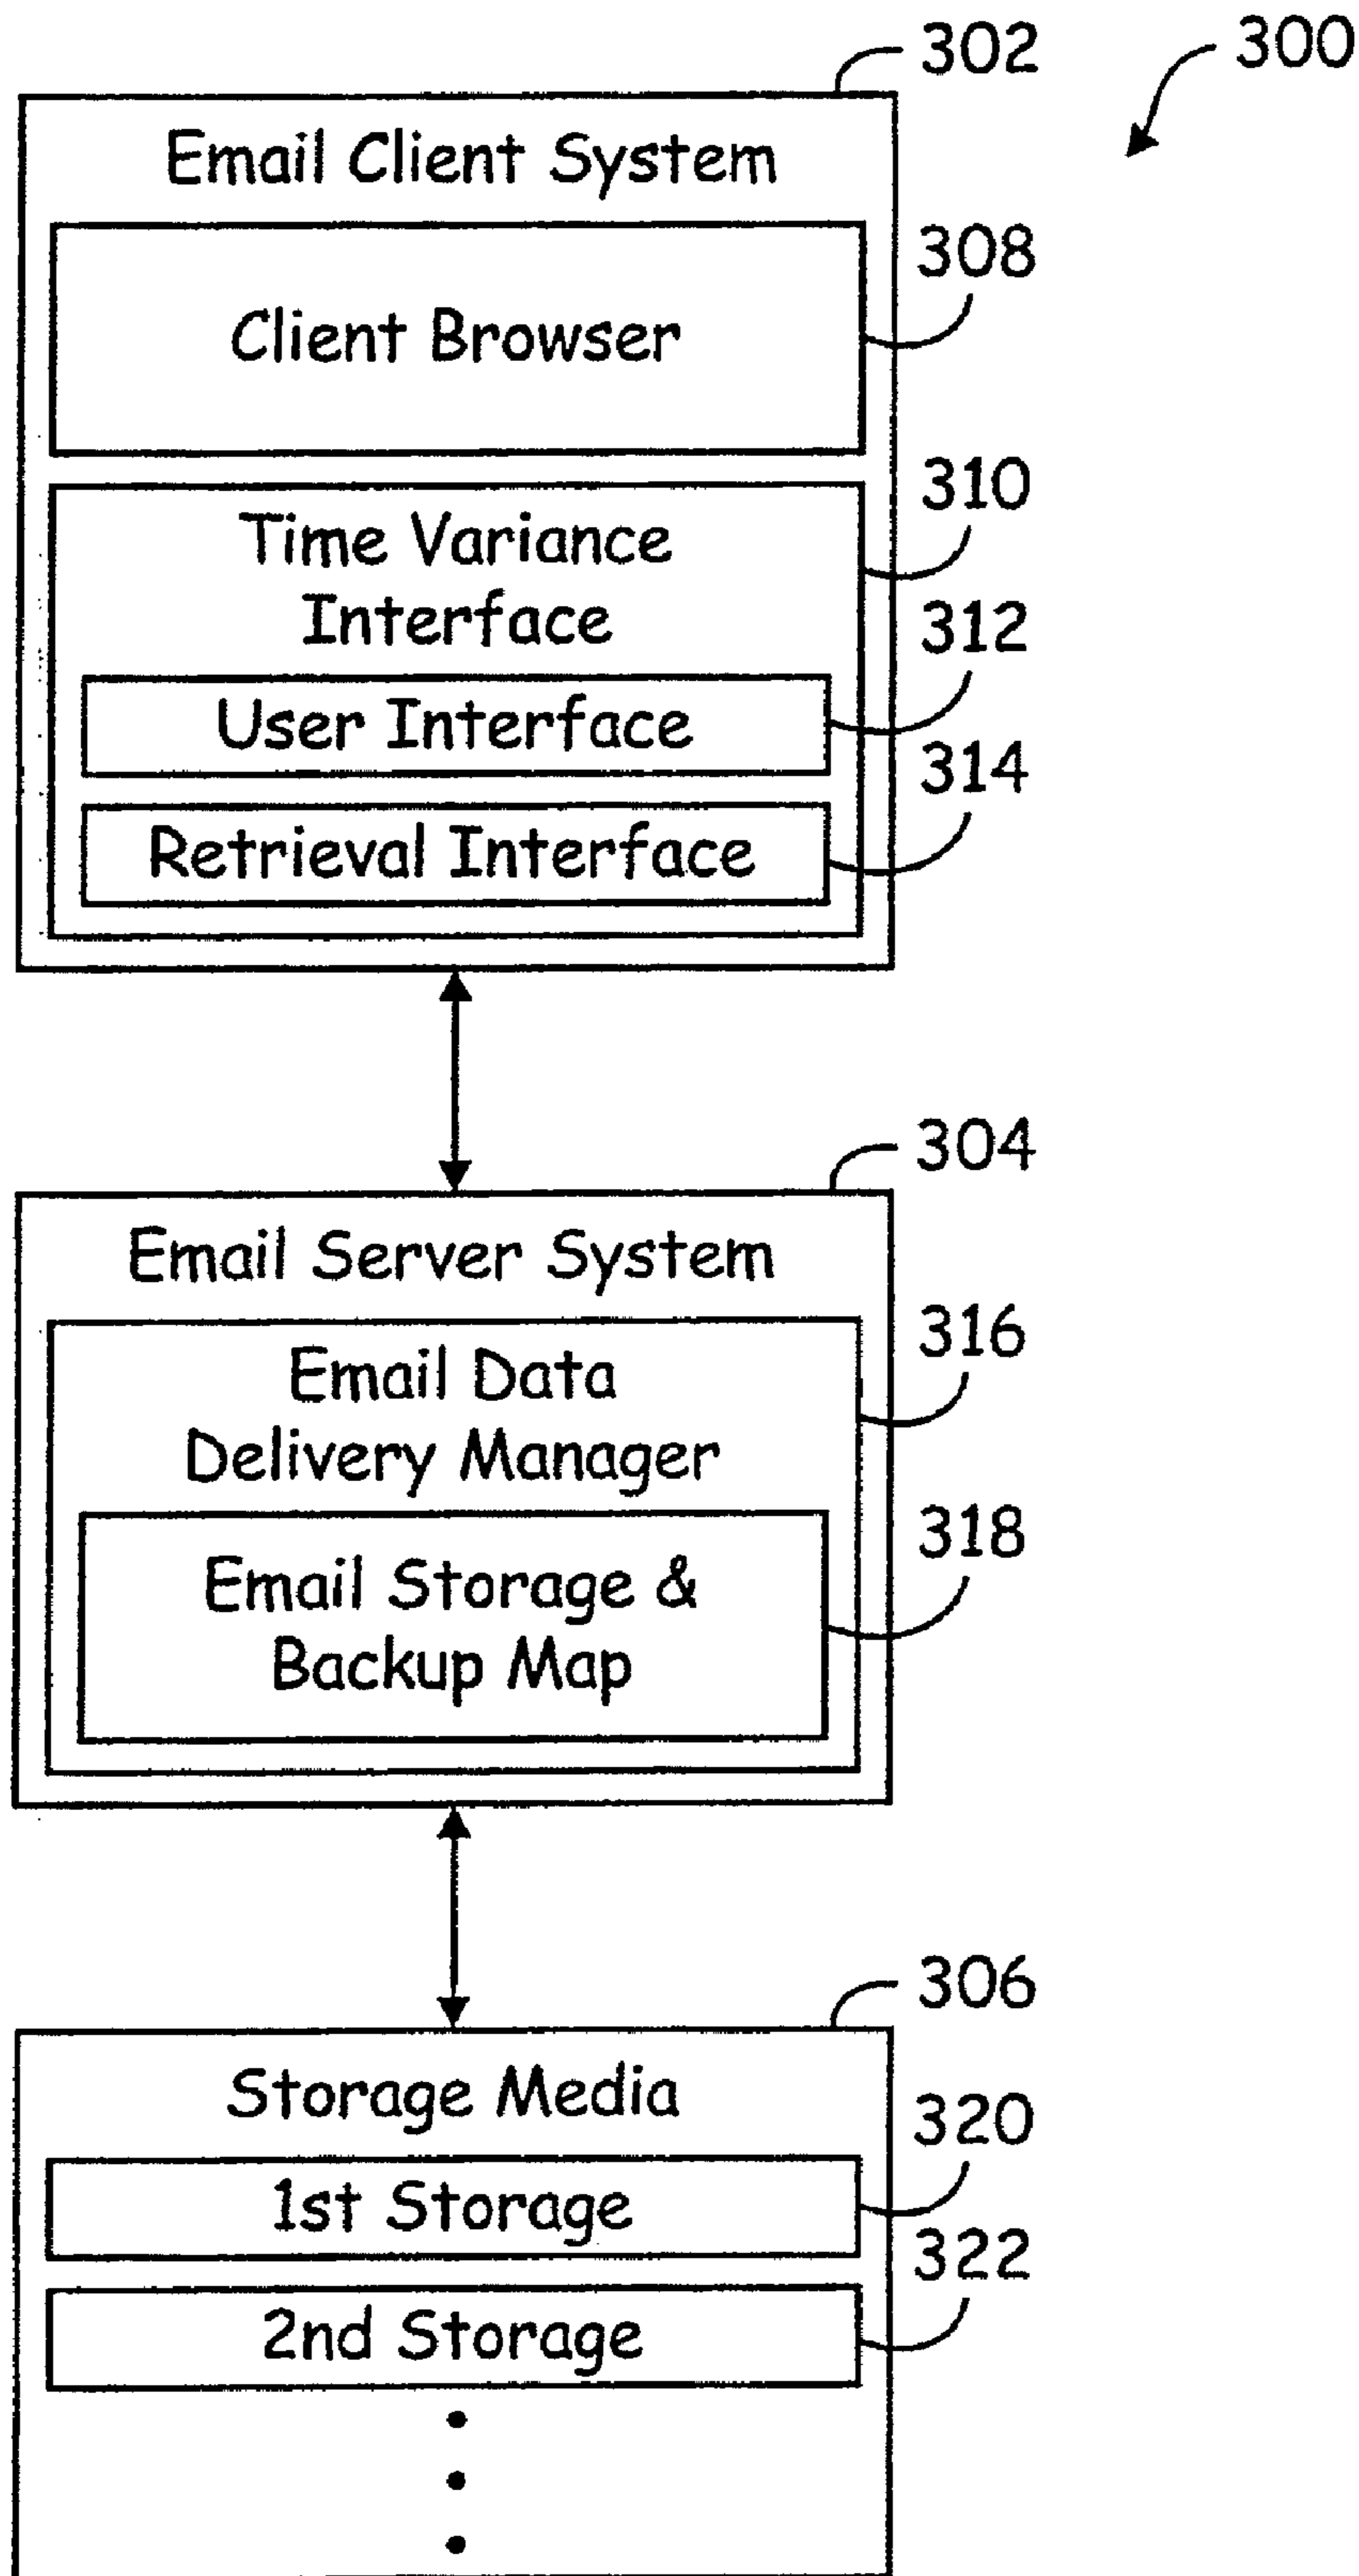 302
300
Email Client System
308
Client Browser
310
Time Variance
Interface
312
User Interface
314
Retrieval Interface
304
Email Server System
316
Email Data
Delivery Manager
318
Email Storage &
Backup Map
306
Storage Media
320
1st Storage
322
2nd Storage